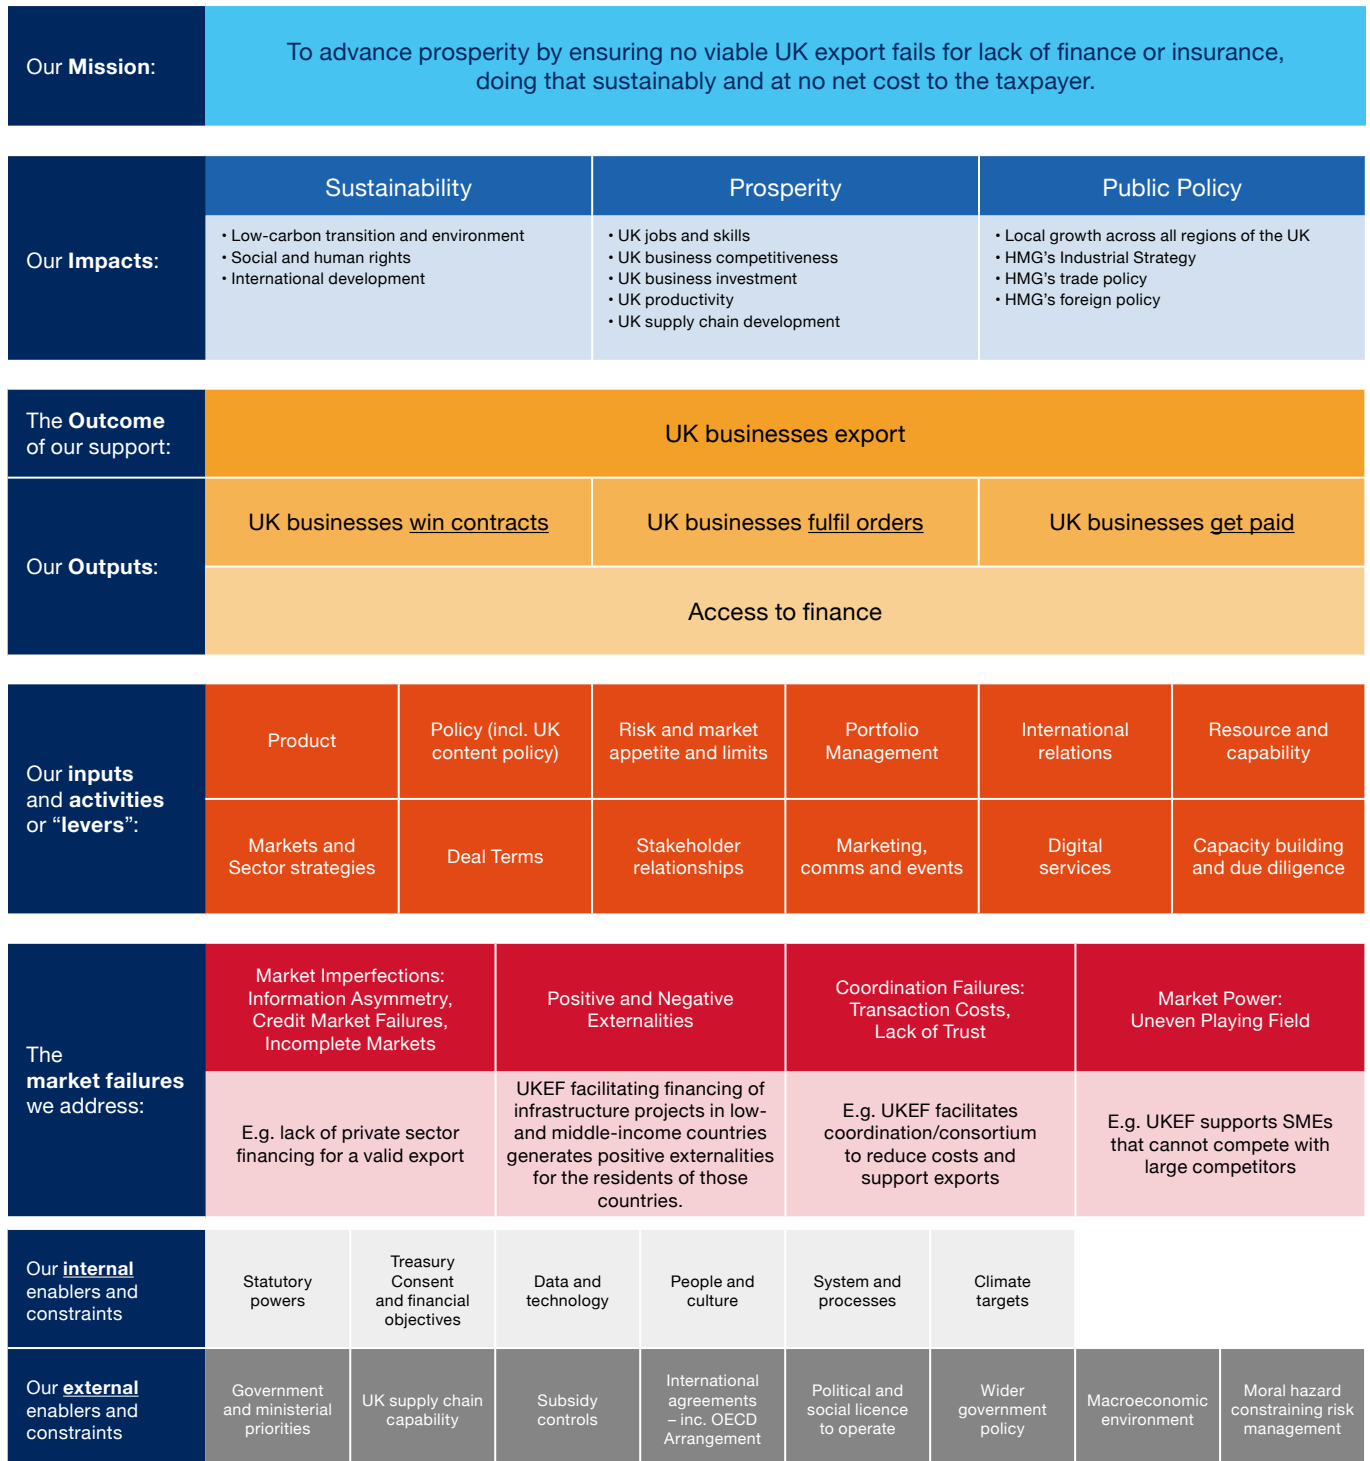 Our Mission:
To advance prosperity by ensuring no viable UK export fails for lack of finance or insurance,
doing that sustainably and at no net cost to the taxpayer.
Our Impacts:
Sustainability
• Low-carbon transition and environment
• Social and human rights
• International development
Prosperity
• UK jobs and skills
• UK business competitiveness
• UK business investment
• UK productivity
• UK supply chain development
Public Policy
• Local growth across all regions of the UK
• HMG's Industrial Strategy
• HMG's trade policy
• HMG's foreign policy
The Outcome
of our support:
UK businesses export
Our Outputs:
UK businesses win contracts
UK businesses fulfil orders
UK businesses get paid
Access to finance
Our inputs
and activities
or “levers”:
Product
Policy (incl. UK
content policy)
Risk and market
appetite and limits
Portfolio
Management
International
relations
Resource and
capability
Markets and
Sector strategies
Deal Terms
Stakeholder
relationships
Marketing,
comms and events
Digital
services
Capacity building
and due diligence
The
market failures
we address:
Market Imperfections:
Information Asymmetry,
Credit Market Failures,
Incomplete Markets
Positive and Negative
Externalities
Coordination Failures:
Transaction Costs,
Lack of Trust
Market Power:
Uneven Playing Field
E.g. lack of private sector
financing for a valid export
UKEF facilitating financing of
infrastructure projects in low-
and middle-income countries
generates positive externalities
for the residents of those
countries.
E.g. UKEF facilitates
coordination/consortium
to reduce costs and
support exports
E.g. UKEF supports SMEs
that cannot compete with
large competitors
Our internal
enablers and
constraints
Statutory
powers
Treasury
Consent
and financial
objectives
Data and
technology
People and
culture
System and
processes
Climate
targets
Our external
enablers and
constraints
Government
and ministerial
priorities
UK supply chain
capability
Subsidy
controls
International
agreements
– inc. OECD
Arrangement
Political and
social licence
to operate
Wider
government
policy
Macroeconomic
environment
Moral hazard
constraining risk
management